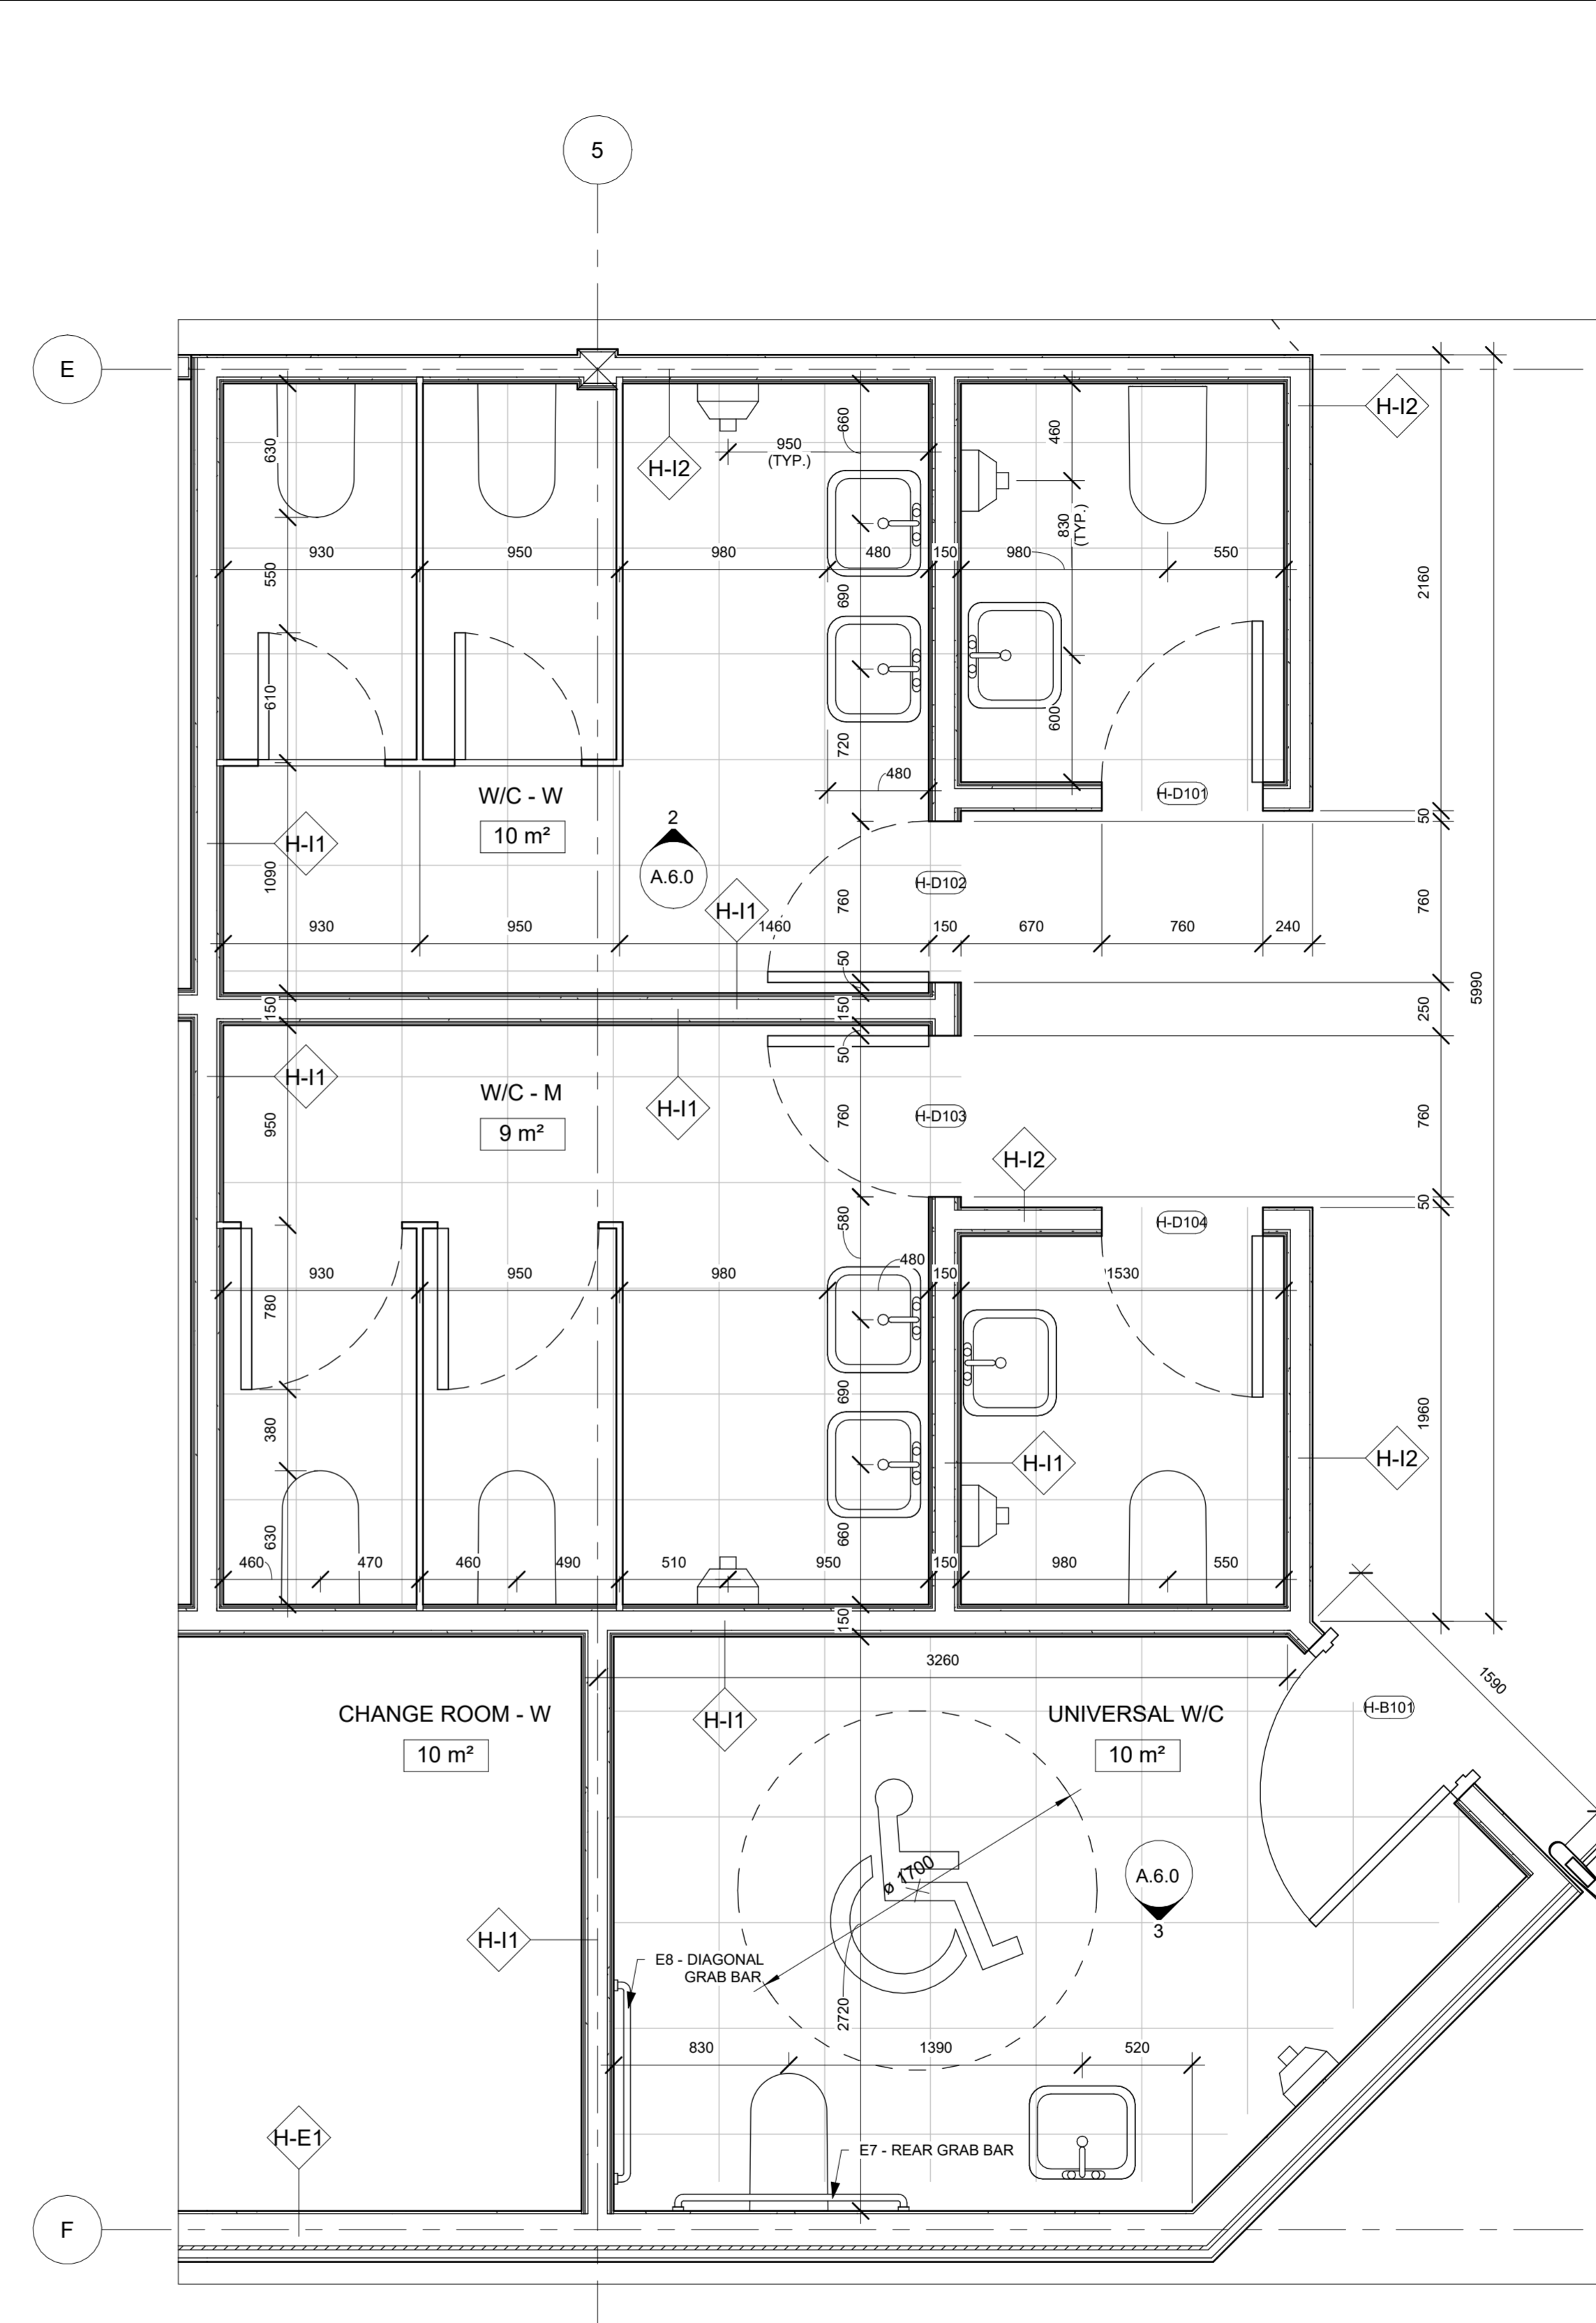 5
E
H-I2
660
460
630
950
(TYP.)
H-I2
830
(TYP.)
930
950
980
480
150
980
550
550
2160
690
610
600
720
480
W/C - W
10 m²
H-D101
50
2
A.6.0
H-I1
1090
H-D102
760
760
H-I1
930
950
1460
150
670
760
240
50
5990
150
150
250
50
H-I1
W/C - M
9 m²
H-I1
950
760
H-D103
760
H-I2
50
580
H-D104
480
930
950
980
150
1530
780
690
380
1960
H-I1
H-I2
630
660
460
470
460
490
510
950
150
980
550
150
3260
1590
CHANGE ROOM - W
10 m²
H-I1
UNIVERSAL W/C
10 m²
H-B101
ø 1700
A.6.0
3
H-I1
E8 - DIAGONAL
GRAB BAR
2720
830
1390
520
H-E1
E7 - REAR GRAB BAR
F